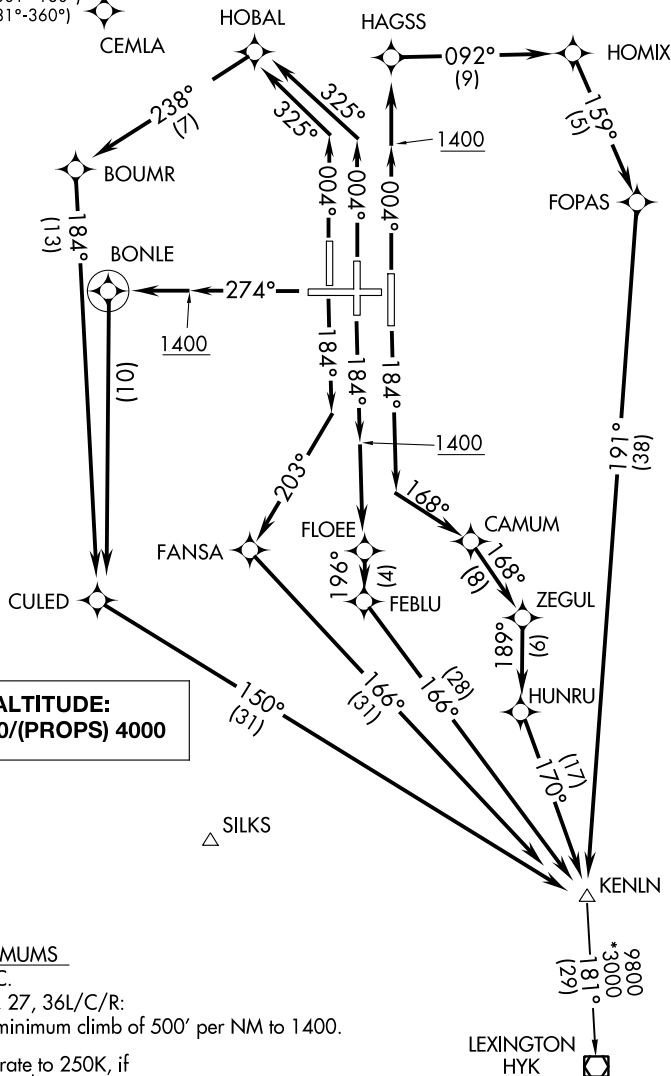 31°-360°)
CEMLA
HOBAL
HAGSS
092°
(9)
HOMIX
238°
(7)
325°
325°
159°
(5)
1400
BOUMR
004°
004°
004°
FOPAS
184°
(13)
BONLE
274°
1400
(10)
184°
184°
184°
161°
(38)
1400
203°
168°
FLOEE
CAMUM
FANSA
196°
(4)
168°
(8)
CULED
FEBLU
ZEGUL
189°
(6)
150°
(31)
166°
(31)
(28)
166°
HUNRU
ALTITUDE:
0/(PROPS) 4000
(17)
170°
SILKS
KENLN
9800
*3000
181°
(29)
MUMS
C.
27, 36L/C/R:
minimum climb of 500' per NM to 1400.
rate to 250K, if
LEXINGTON
HYK